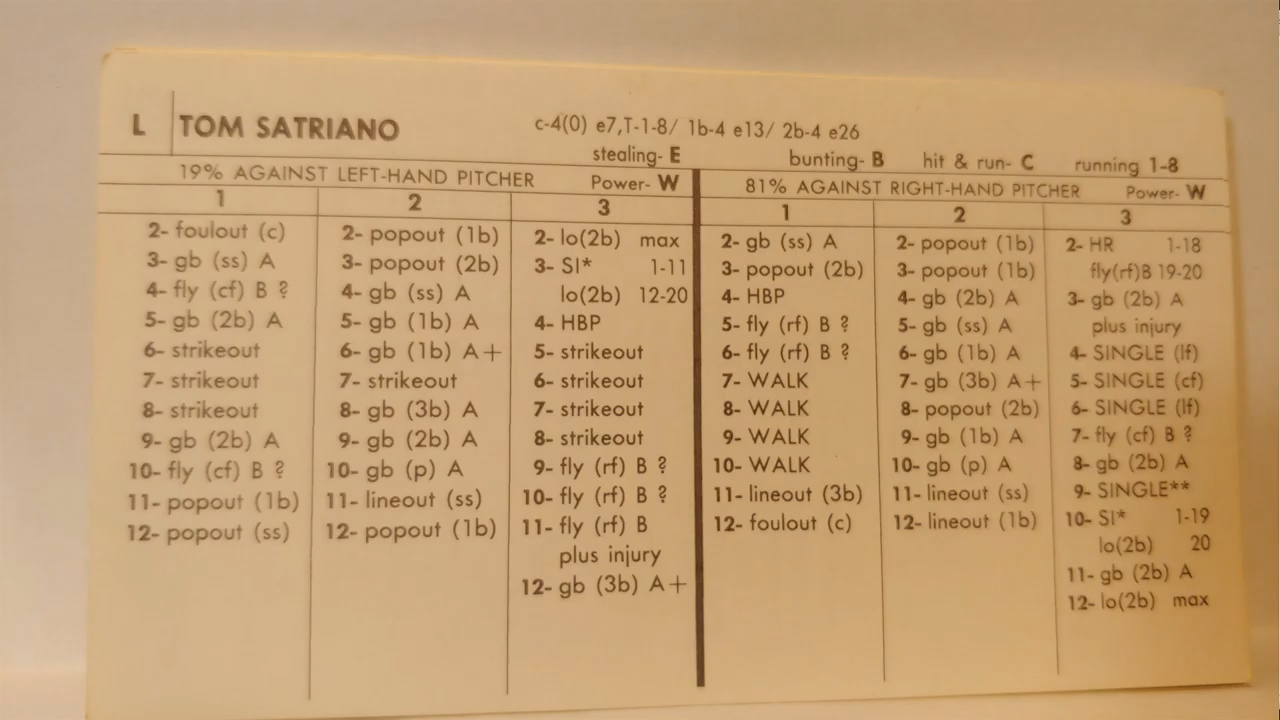 L TOM SATRIANO c-4(0) e7,T-1-8/ 1b-4 e13/ 2b-4 e26
stealing- E bunting- B hit & run- C running 1-8
19% AGAINST LEFT-HAND PITCHER Power- W
1 2 3
2- foulout (c) 2- popout (1b) 2- lo(2b) max
3- gb (ss) A 3- popout (2b) 3- SI* 1-11
4- fly (cf) B ? 4- gb (ss) A lo(2b) 12-20
5- gb (2b) A 5- gb (1b) A 4- HBP
6- strikeout 6- gb (1b) A+ 5- strikeout
7- strikeout 7- strikeout 6- strikeout
8- strikeout 8- gb (3b) A 7- strikeout
9- gb (2b) A 9- gb (2b) A 8- strikeout
10- fly (cf) B ? 10- gb (p) A 9- fly (rf) B ?
11- popout (1b) 11- lineout (ss) 10- fly (rf) B ?
12- popout (ss) 12- popout (1b) 11- fly (rf) B
plus injury
12- gb (3b) A+
81% AGAINST RIGHT-HAND PITCHER Power- W
1 2 3
2- gb (ss) A 2- popout (1b) 2- HR 1-18
3- popout (2b) 3- popout (1b) fly(rf)B 19-20
4- HBP 4- gb (2b) A 3- gb (2b) A
5- fly (rf) B ? 5- gb (ss) A plus injury
6- fly (rf) B ? 6- gb (1b) A 4- SINGLE (lf)
7- WALK 7- gb (3b) A+ 5- SINGLE (cf)
8- WALK 8- popout (2b) 6- SINGLE (lf)
9- WALK 9- gb (1b) A 7- fly (cf) B ?
10- WALK 10- gb (p) A 8- gb (2b) A
11- lineout (3b) 11- lineout (ss) 9- SINGLE**
12- foulout (c) 12- lineout (1b) 10- SI* 1-19
lo(2b) 20
11- gb (2b) A
12- lo(2b) max